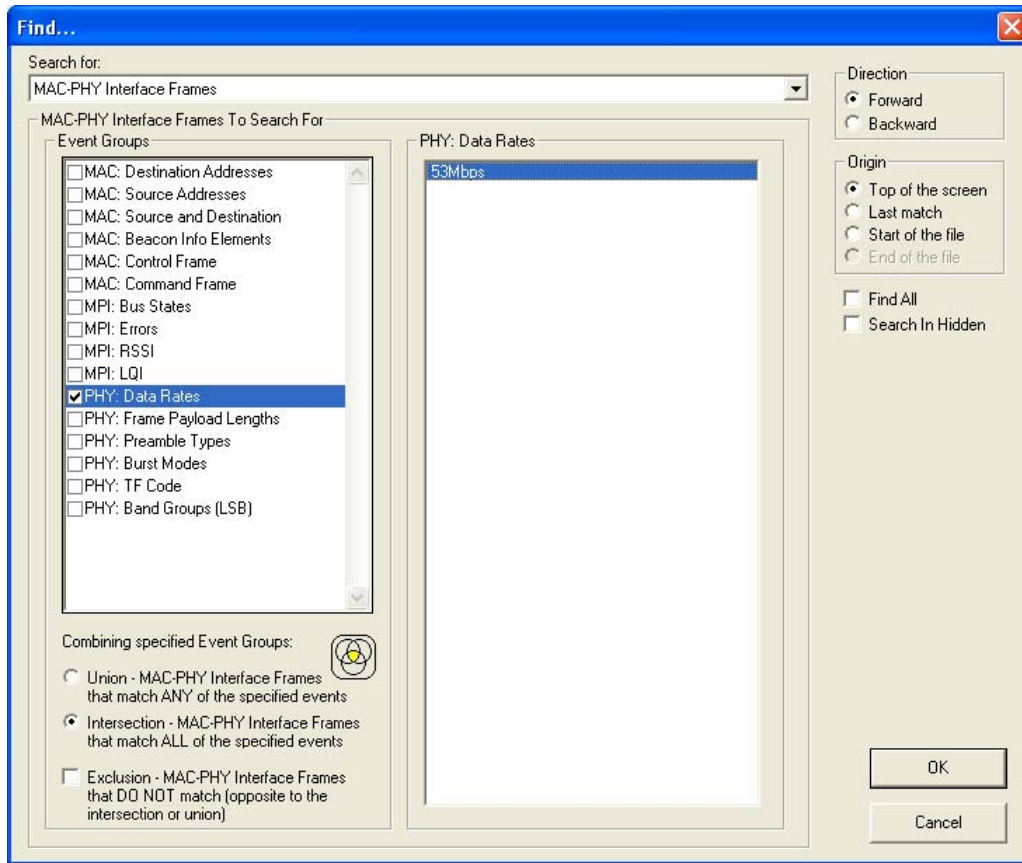 Find...
Search for:
MAC-PHY Interface Frames
MAC-PHY Interface Frames To Search For
Event Groups
MAC: Destination Addresses
MAC: Source Addresses
MAC: Source and Destination
MAC: Beacon Info Elements
MAC: Control Frame
MAC: Command Frame
MPI: Bus States
MPI: Errors
MPI: RSSI
MPI: LQI
PHY: Data Rates
PHY: Frame Payload Lengths
PHY: Preamble Types
PHY: Burst Modes
PHY: TF Code
PHY: Band Groups (LSB)
Combining specified Event Groups:
Union - MAC-PHY Interface Frames
that match ANY of the specified events
Intersection - MAC-PHY Interface Frames
that match ALL of the specified events
Exclusion - MAC-PHY Interface Frames
that DO NOT match (opposite to the
intersection or union)
PHY: Data Rates
53Mbps
Direction
Forward
Backward
Origin
Top of the screen
Last match
Start of the file
End of the file
Find All
Search In Hidden
OK
Cancel